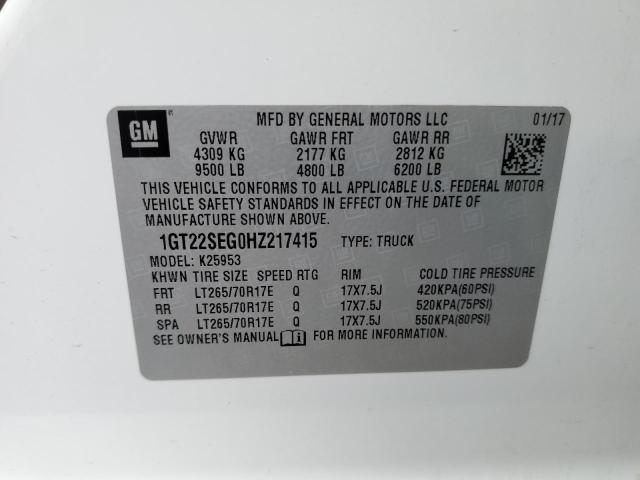 GM
MFD BY GENERAL MOTORS LLC 01/17
GVWR GAWR FRT GAWR RR
4309 KG 2177 KG 2812 KG
9500 LB 4800 LB 6200 LB
THIS VEHICLE CONFORMS TO ALL APPLICABLE U.S. FEDERAL MOTOR
VEHICLE SAFETY STANDARDS IN EFFECT ON THE DATE OF
MANUFACTURE SHOWN ABOVE.
1GT22SEG0HZ217415 TYPE: TRUCK
MODEL: K25953
KHWN TIRE SIZE SPEED RTG RIM COLD TIRE PRESSURE
FRT LT265/70R17E Q 17X7.5J 420KPA(60PSI)
RR LT265/70R17E Q 17X7.5J 520KPA(75PSI)
SPA LT265/70R17E Q 17X7.5J 550KPA(80PSI)
SEE OWNER'S MANUAL FOR MORE INFORMATION.